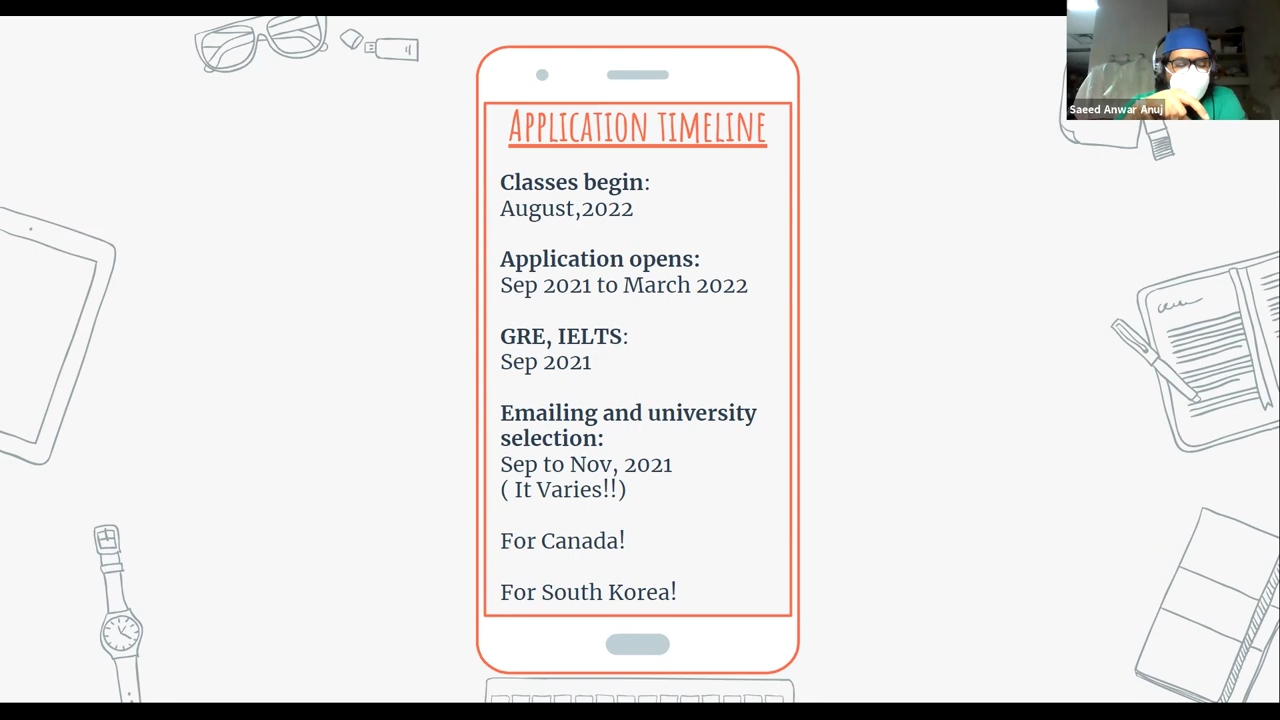 Saeed Anwar Anuj
APPLICATION TIMELINE
Classes begin:
August,2022
Application opens:
Sep 2021 to March 2022
GRE, IELTS:
Sep 2021
Emailing and university
selection:
Sep to Nov, 2021
( It Varies!!)
For Canada!
For South Korea!